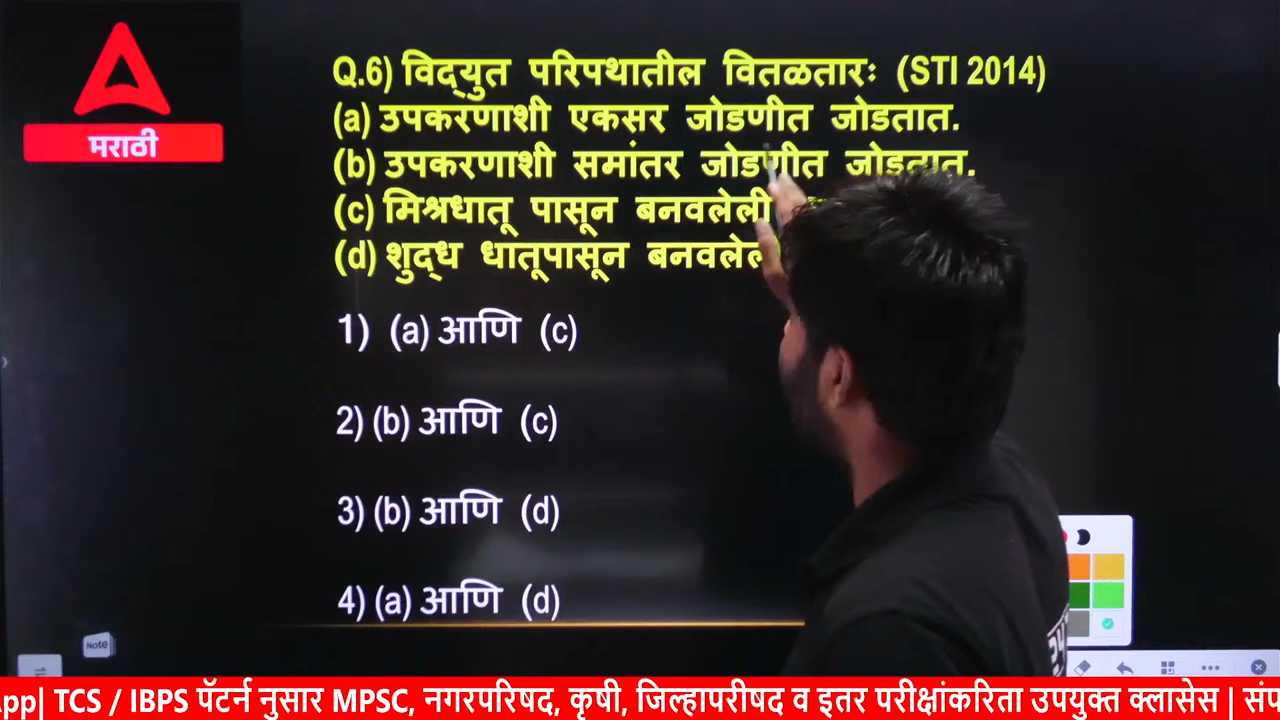 मराठी
Q.6) विद्युत परिपथातील वितळतारः (STI 2014)
(a) उपकरणाशी एकसर जोडणीत जोडतात.
(b) उपकरणाशी समांतर जोडणीत जोडतात.
(c) मिश्रधातू पासून बनवलेली
(d) शुद्ध धातूपासून
1) (a) आणि (c)
2) (b) आणि (c)
3) (b) आणि (d)
4) (a) आणि (d)
Note
App| TCS / IBPS पॅटर्न नुसार MPSC, नगरपरिषद, कृषी, जिल्हापरीषद व इतर परीक्षांकरिता उपयुक्त क्लासेस |